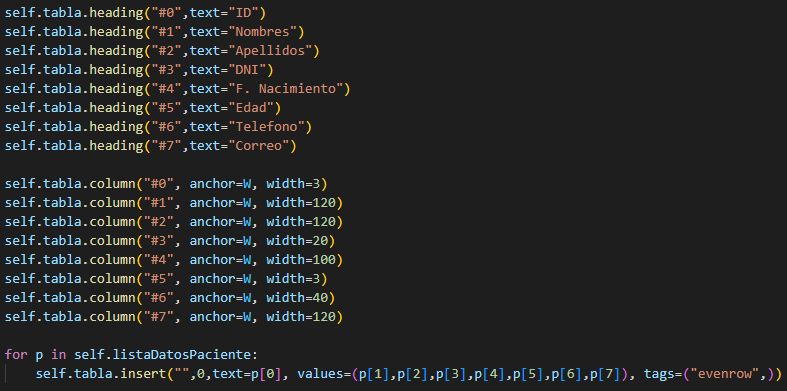 self.tabla.heading("#0",text="ID")
self.tabla.heading("#1",text="Nombres")
self.tabla.heading("#2",text="Apellidos")
self.tabla.heading("#3",text="DNI")
self.tabla.heading("#4",text="F. Nacimiento")
self.tabla.heading("#5",text="Edad")
self.tabla.heading("#6",text="Telefono")
self.tabla.heading("#7",text="Correo")

self.tabla.column("#0", anchor=W, width=3)
self.tabla.column("#1", anchor=W, width=120)
self.tabla.column("#2", anchor=W, width=120)
self.tabla.column("#3", anchor=W, width=20)
self.tabla.column("#4", anchor=W, width=100)
self.tabla.column("#5", anchor=W, width=3)
self.tabla.column("#6", anchor=W, width=40)
self.tabla.column("#7", anchor=W, width=120)

for p in self.listaDatosPaciente:
    self.tabla.insert("",0,text=p[0], values=(p[1],p[2],p[3],p[4],p[5],p[6],p[7]), tags=("evenrow",))